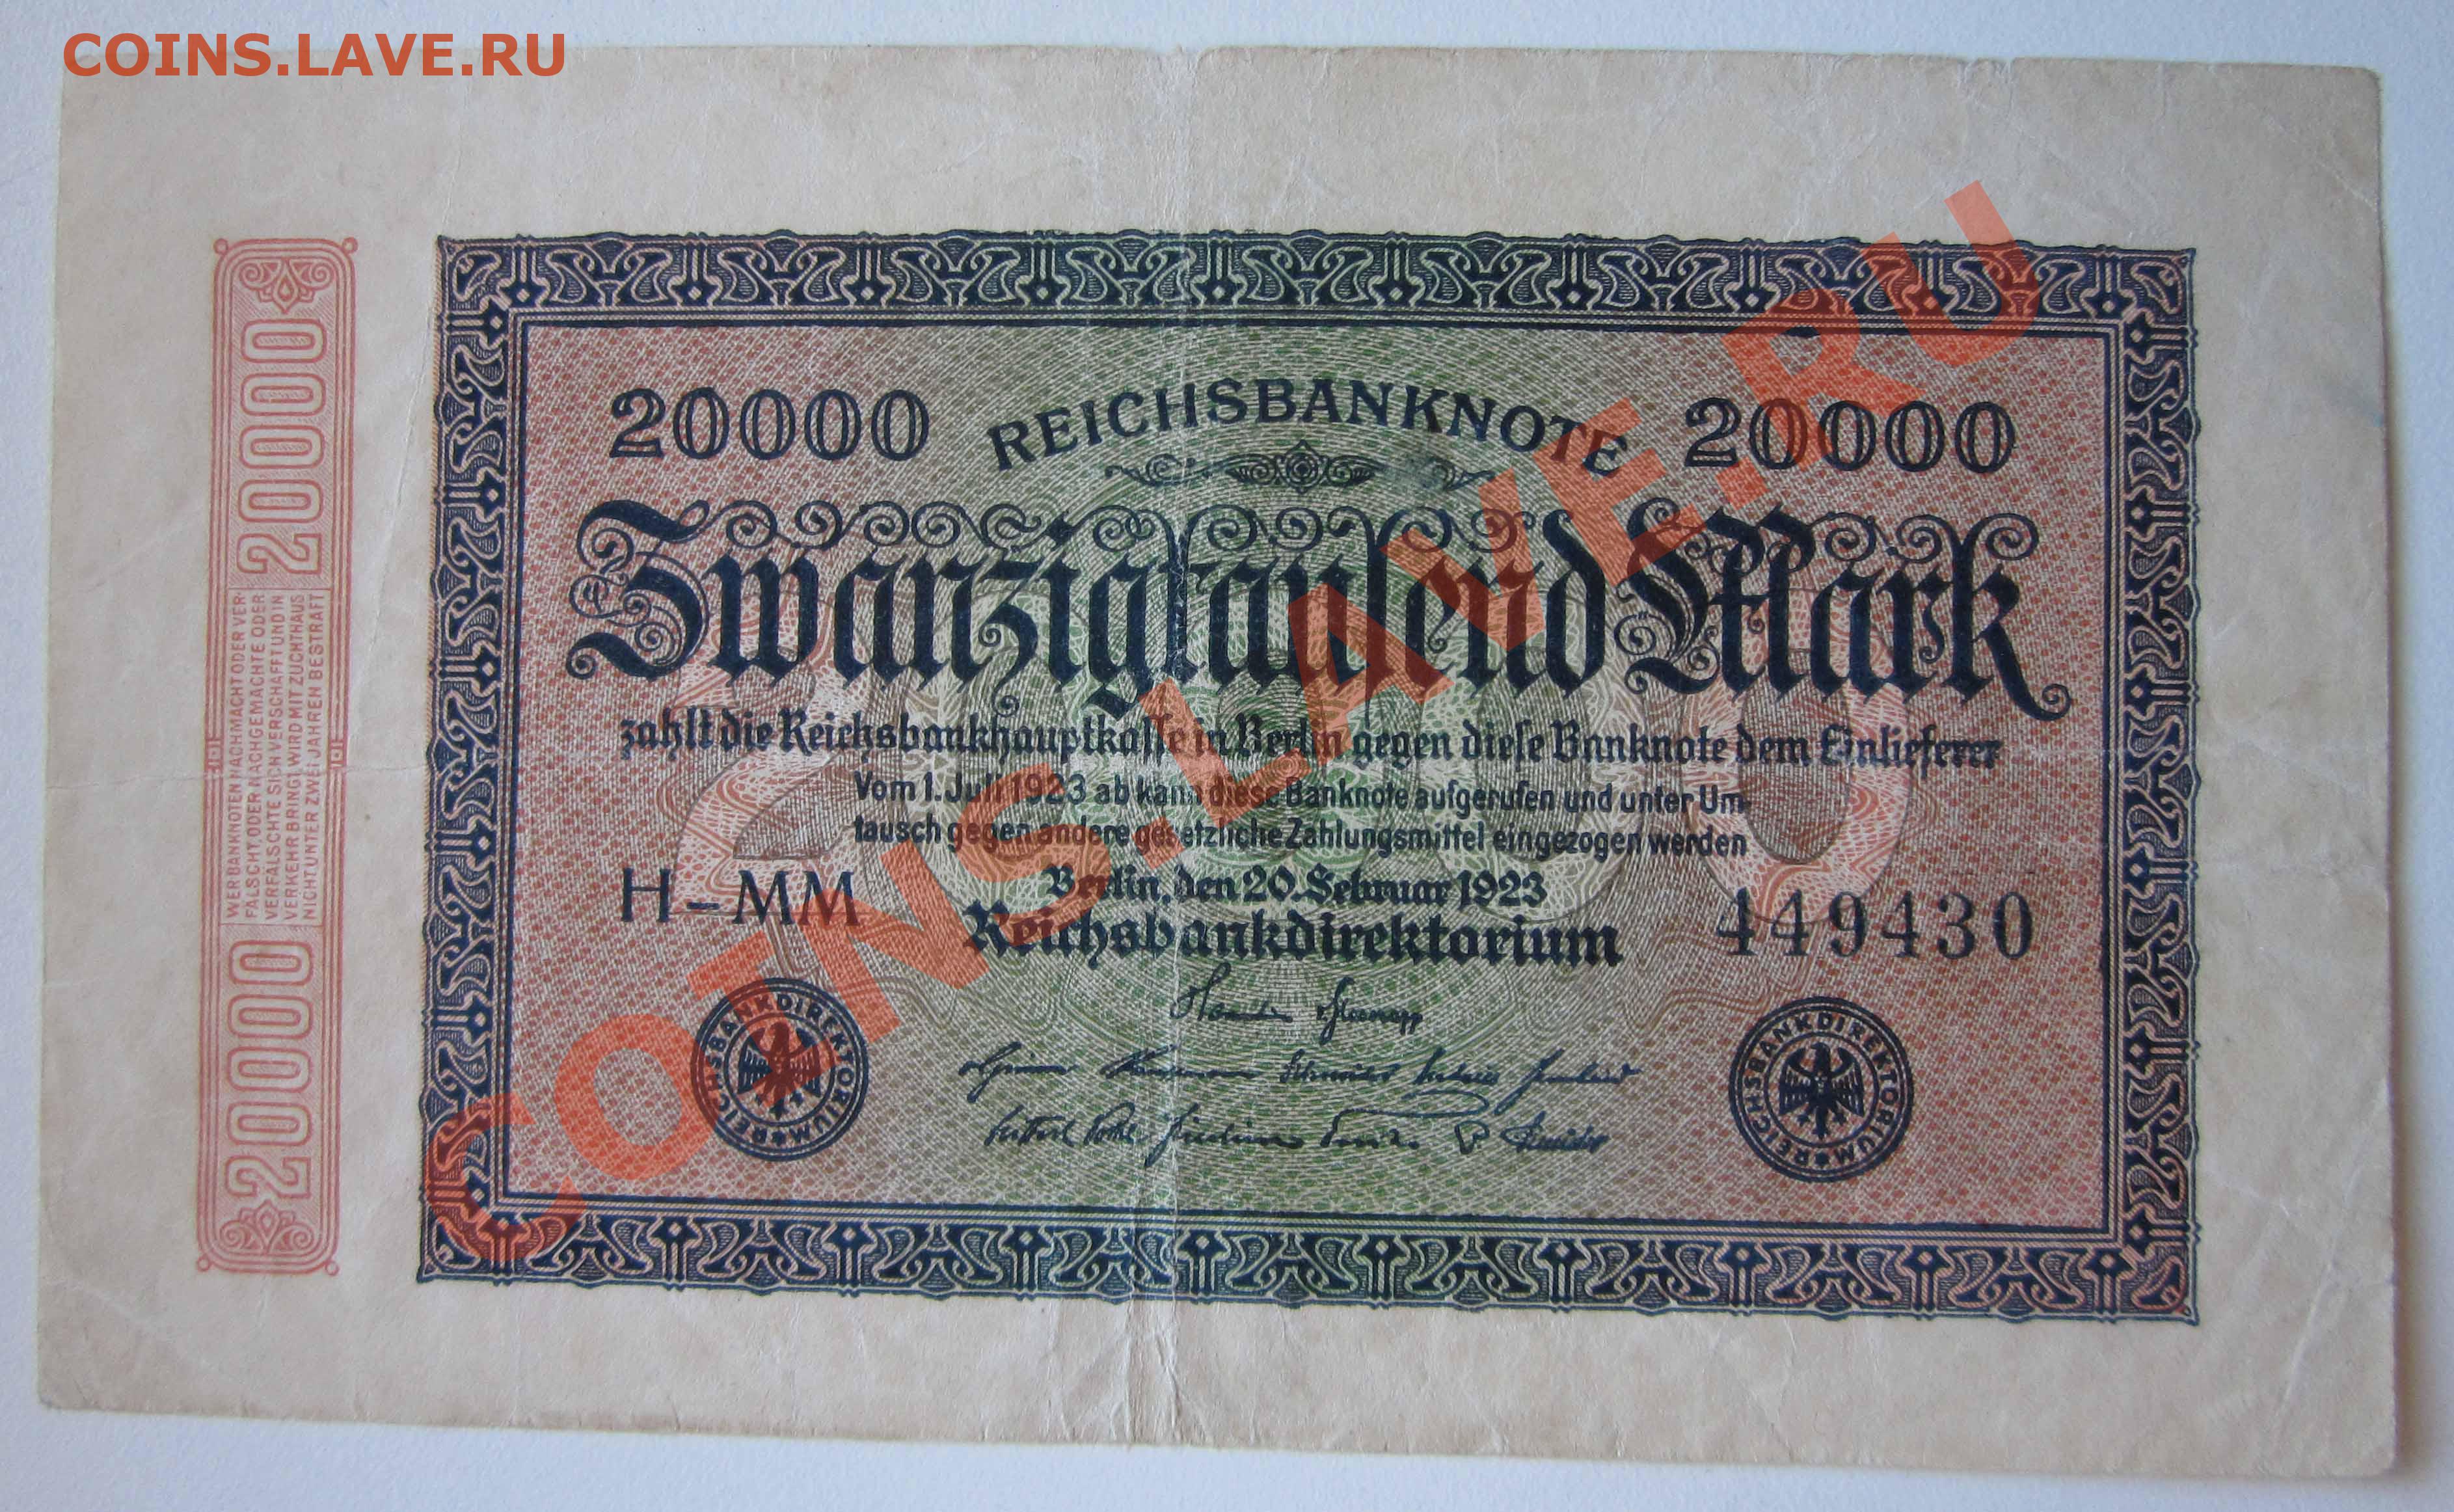 COINS.LAVE.RU
20000 REICHSBANKNOTE 20000
Zwanzigtausend Mark
zahlt die Reichsbankhauptkasse in Berlin gegen diese Banknote dem Einlieferer
Vom 1. Juli 1923 ab kann diese Banknote aufgerufen und unter Um-
tausch gegen andere gesetzliche Zahlungsmittel eingezogen werden
Berlin, den 20. Februar 1923
H-MM Reichsbankdirektorium 449430
REICHSBANKDIREKTORIUM
REICHSBANKDIREKTORIUM
20000
WER BANKNOTEN NACHMACHT ODER VER-
FÄLSCHT, ODER NACHGEMACHTE ODER
VERFÄLSCHTE SICH VERSCHAFFT UND IN
VERKEHR BRINGT, WIRD MIT ZUCHTHAUS
NICHT UNTER ZWEI JAHREN BESTRAFT
20000
COINS.LAVE.RU